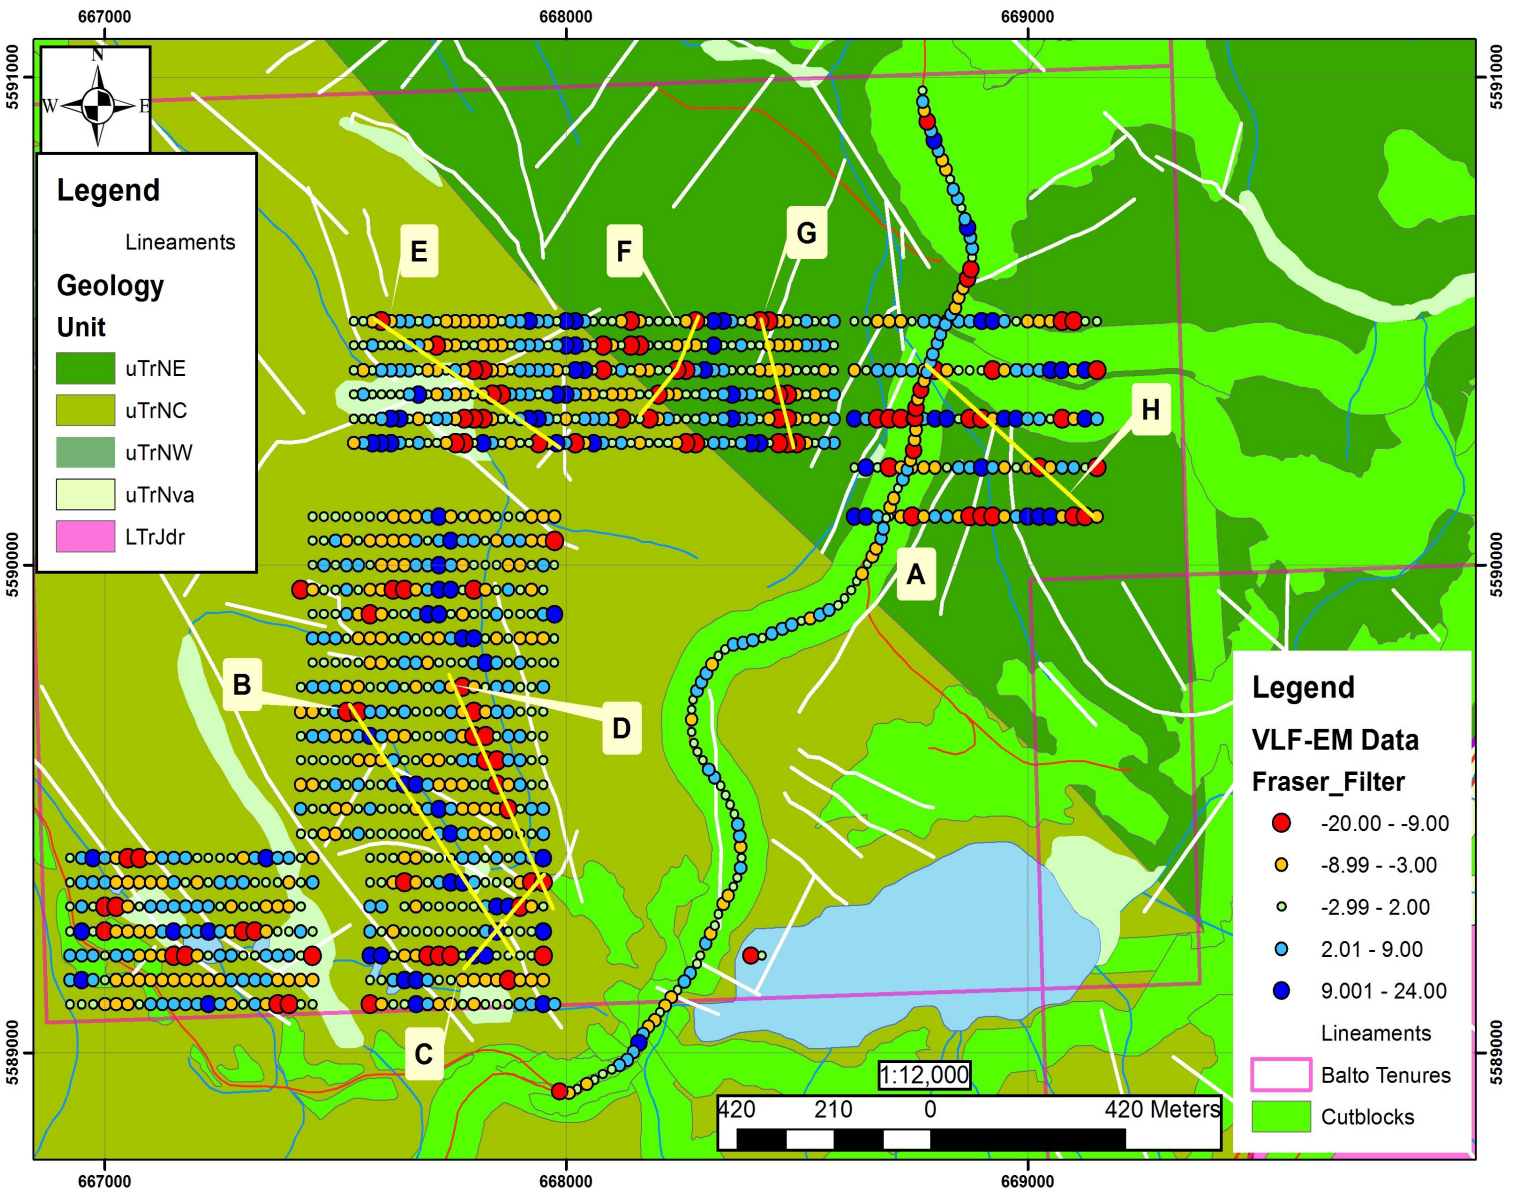 667000
668000
669000
5591000
5591000
N
W
E
Legend
Lineaments
Geology
Unit
uTrNE
uTrNC
uTrNW
uTrNva
LTrJdr
E
F
G
H
5590000
5590000
A
B
D
C
Legend
VLF-EM Data
Fraser_Filter
-20.00 - -9.00
-8.99 - -3.00
-2.99 - 2.00
2.01 - 9.00
9.001 - 24.00
Lineaments
Balto Tenures
Cutblocks
5589000
5589000
1:12,000
420 210 0 420 Meters
667000
668000
669000